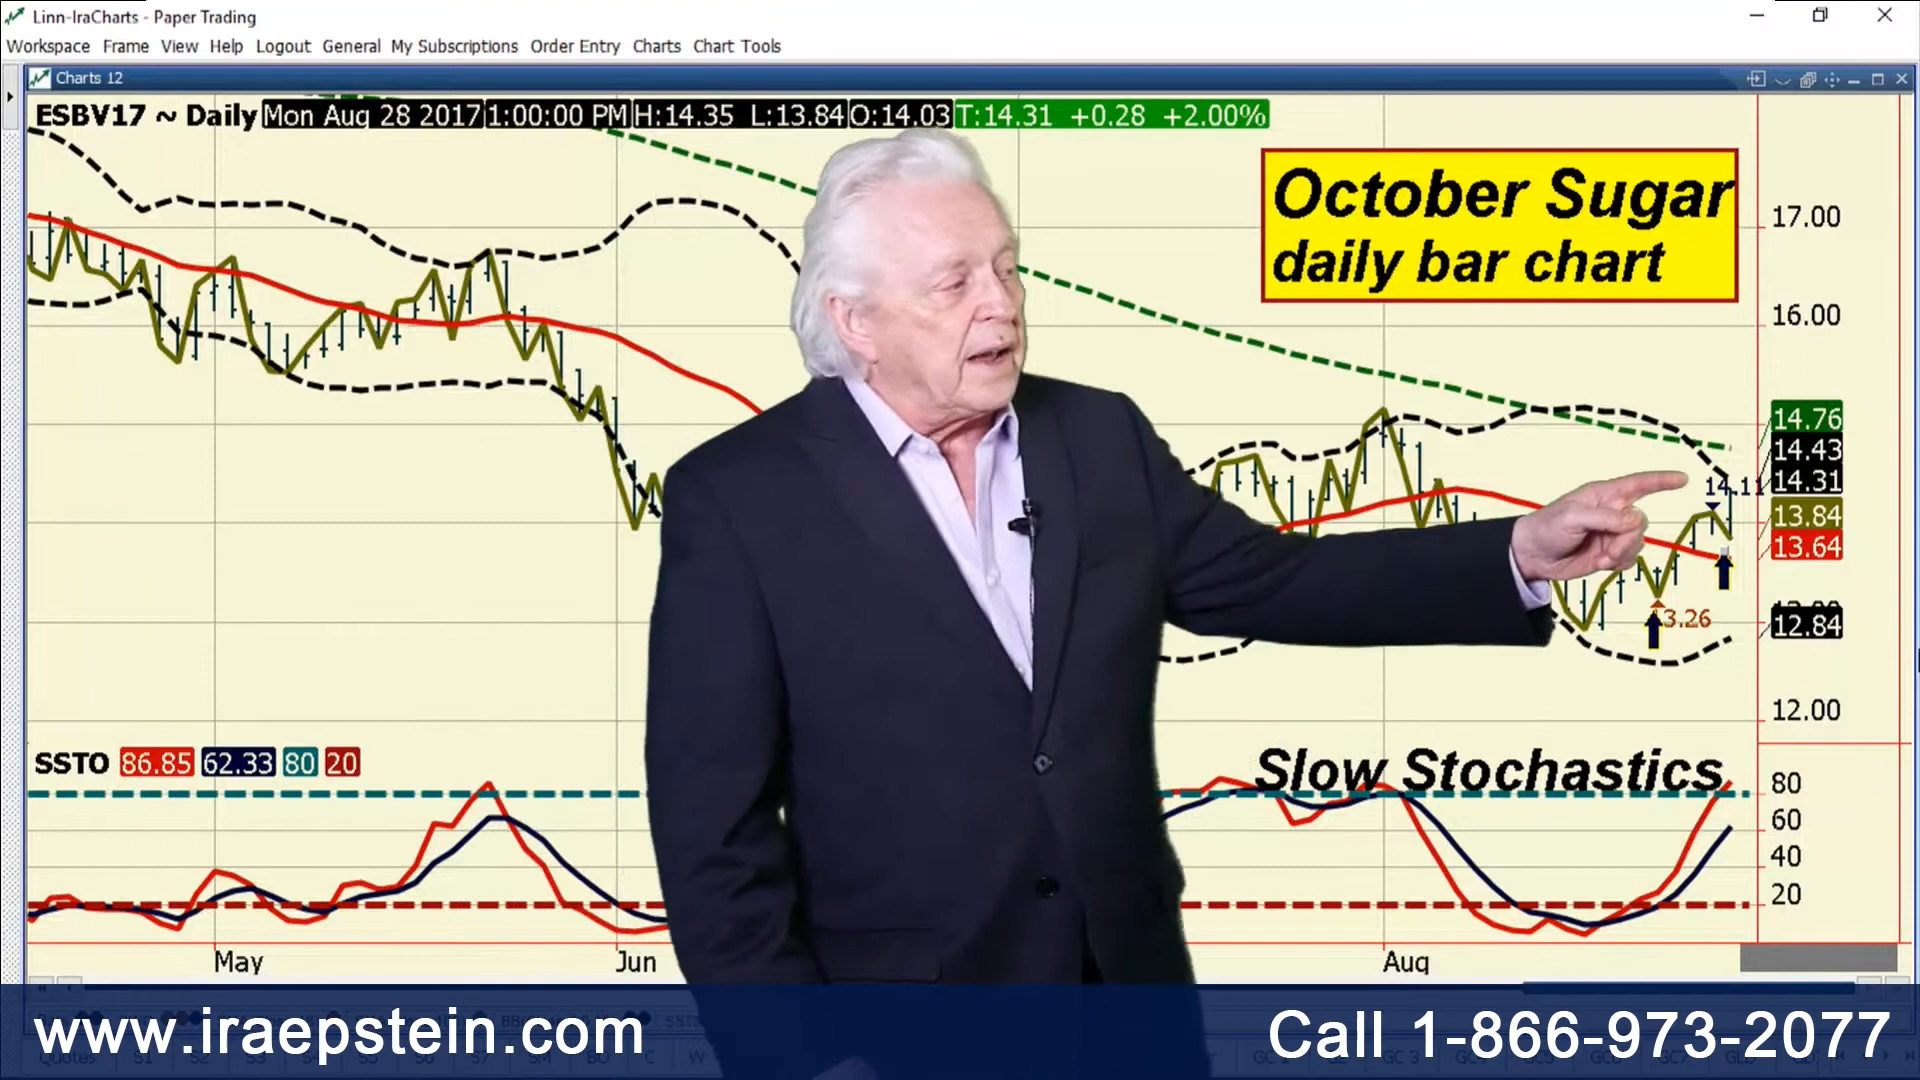 Linn-IraCharts - Paper Trading
Workspace Frame View Help Logout General My Subscriptions Order Entry Charts Chart Tools
Charts 12
ESBV17 ~ Daily Mon Aug 28 2017 1:00:00 PM H:14.35 L:13.84 O:14.03 T:14.31 +0.28 +2.00%
October Sugar
daily bar chart
17.00
16.00
14.76
14.43
14.31
14.11
13.84
13.64
3.26
12.84
12.00
SSTO 86.85 62.33 80 20
Slow Stochastics
80
60
40
20
May Jun Aug
www.iraepstein.com
Call 1-866-973-2077